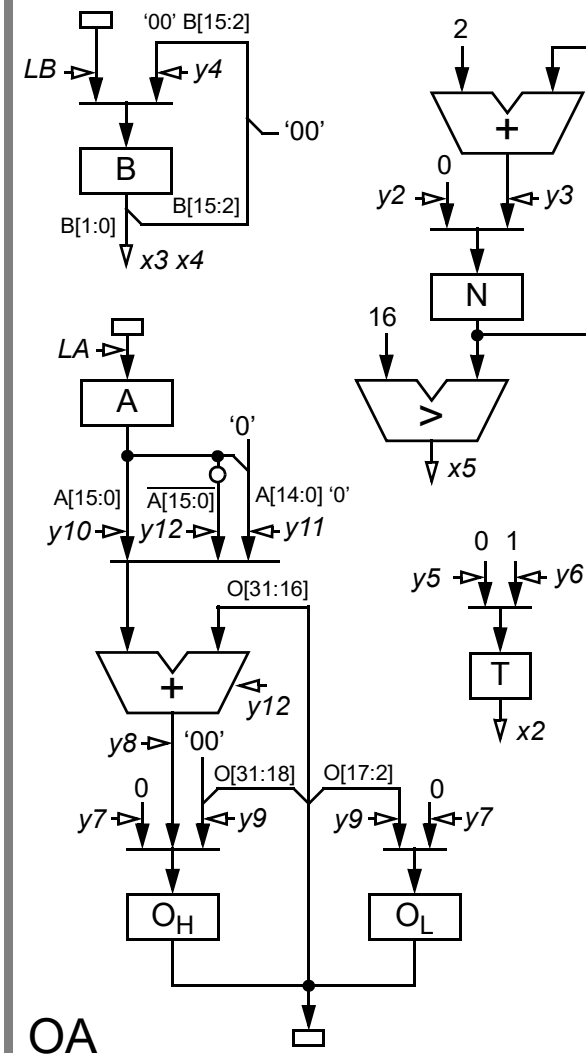 '00' B[15:2]
LB
y4
'00'
B
B[15:2]
B[1:0]
x3 x4
2
+
0
y2
y3
N
16
>
x5
LA
A
'0'
A[15:0]
A[15:0]
A[14:0] '0'
y10
y12
y11
O[31:16]
+
y12
y8
'00'
O[31:18]
O[17:2]
0
0
y7
y9
y9
y7
OH
OL
0 1
y5
y6
T
x2
OA